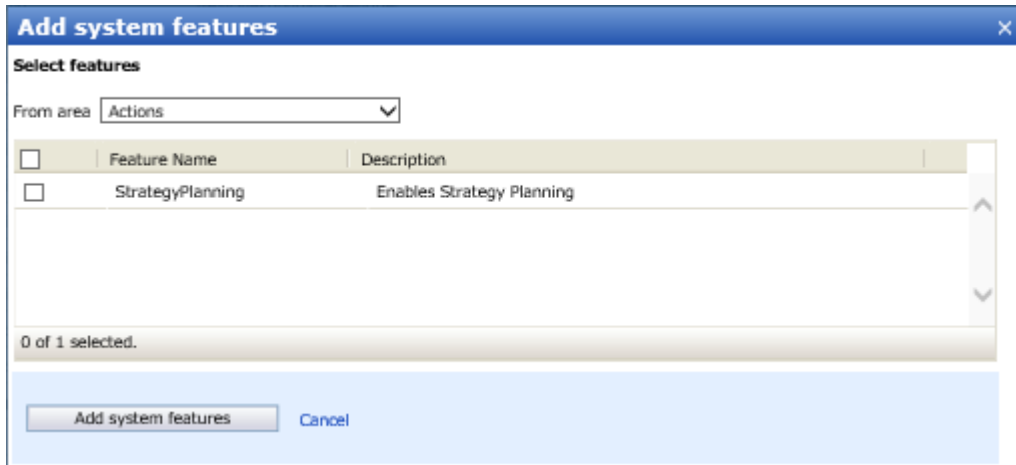 Add system features
Select features
From area Actions
Feature Name Description
StrategyPlanning Enables Strategy Planning
0 of 1 selected.
Add system features Cancel